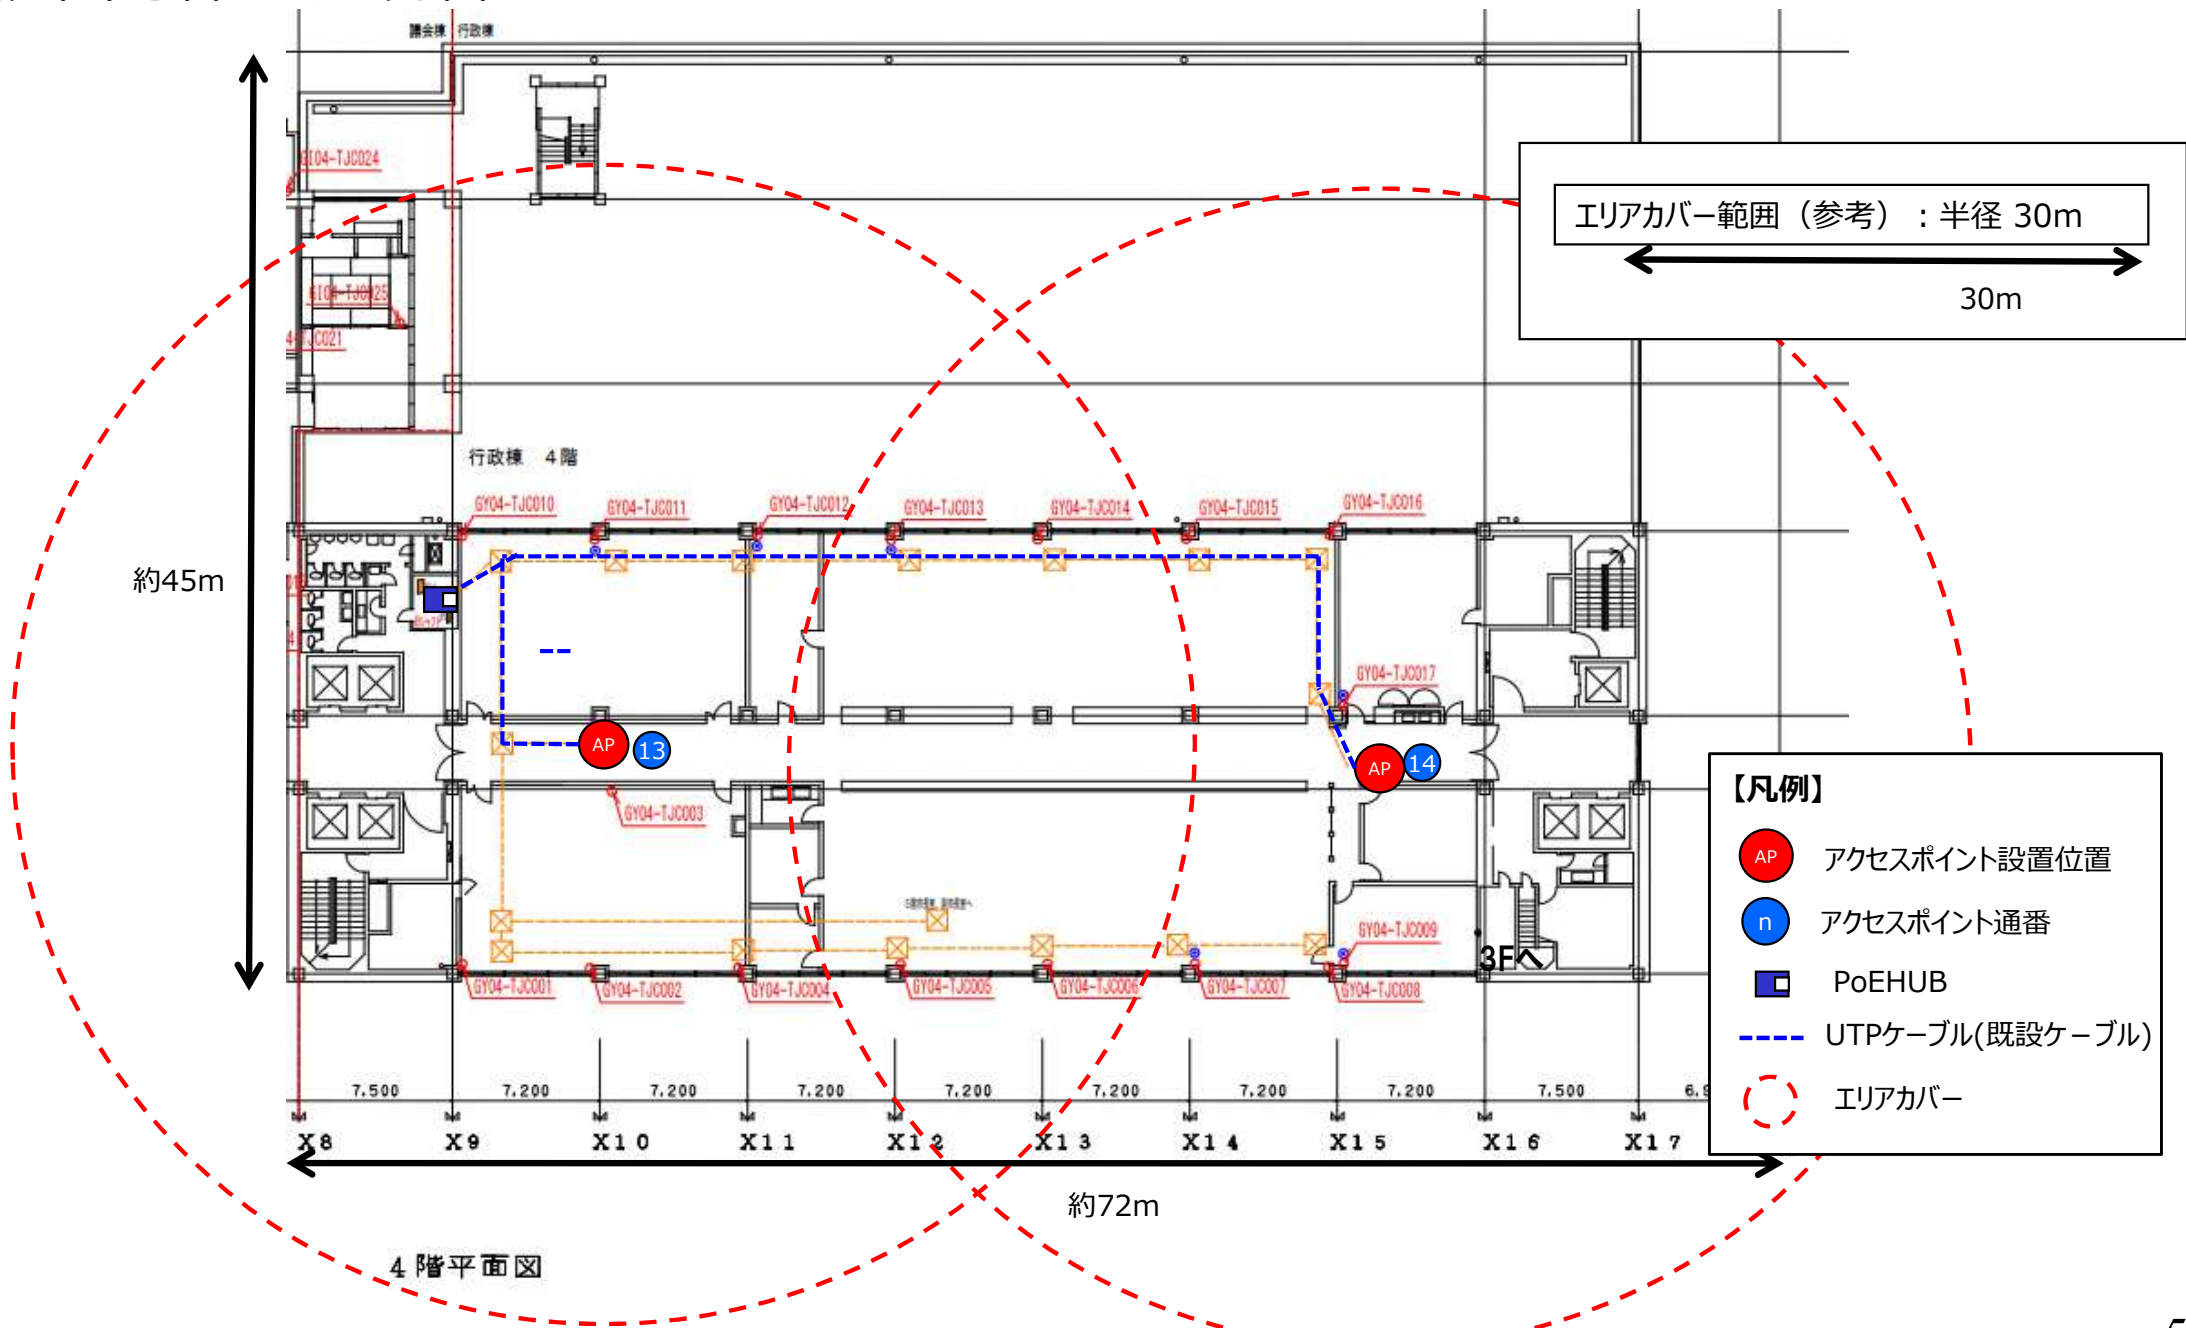 議会棟 行政棟
GI04-TJC024
エリアカバー範囲（参考）：半径 30m
30m
GI04-TJC025
TJC021
行政棟 4階
GY04-TJC010
GY04-TJC011
GY04-TJC012
GY04-TJC013
GY04-TJC014
GY04-TJC015
GY04-TJC016
約45m
GY04-TJC017
AP
13
AP
14
GY04-TJC003
【凡例】
AP アクセスポイント設置位置
n アクセスポイント通番
PoEHUB
UTPケーブル(既設ケーブル)
エリアカバー
GY04-TJC009
3Fへ
GY04-TJC001
GY04-TJC002
GY04-TJC004
GY04-TJC005
GY04-TJC006
GY04-TJC007
GY04-TJC008
7,500 7,200 7,200 7,200 7,200 7,200 7,200 7,200 7,500
X8 X9 X10 X11 X12 X13 X14 X15 X16 X17
約72m
4階平面図